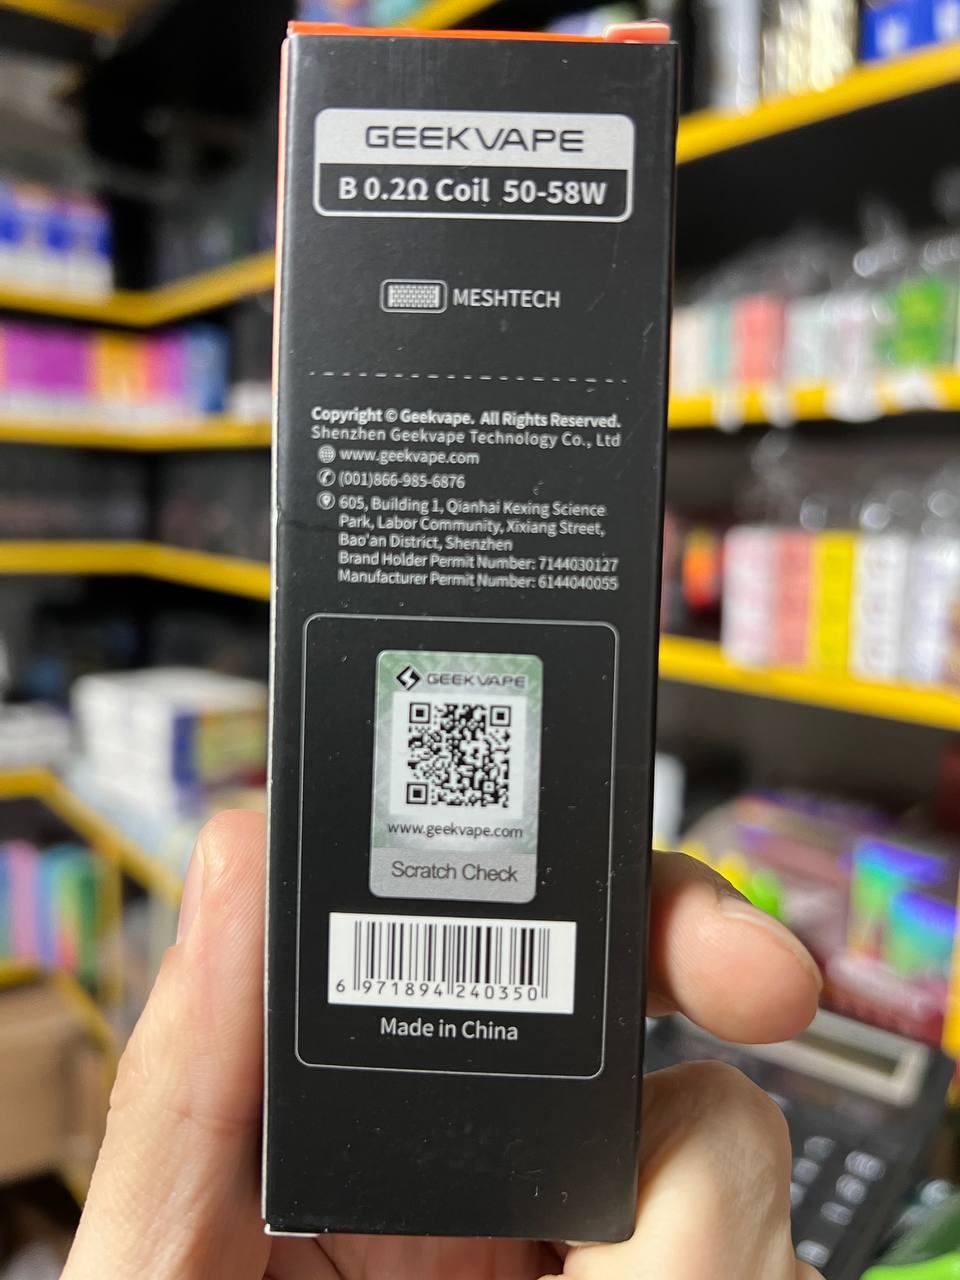 GEEKVAPE
B 0.2Ω Coil 50-58W
MESHTECH
Copyright © Geekvape. All Rights Reserved.
Shenzhen Geekvape Technology Co., Ltd
www.geekvape.com
(001)866-985-6876
605, Building 1, Qianhai Kexing Science
Park, Labor Community, Xixiang Street,
Bao'an District, Shenzhen
Brand Holder Permit Number: 7144030127
Manufacturer Permit Number: 6144040055
GEEKVAPE
www.geekvape.com
Scratch Check
6 971894 240350
Made in China